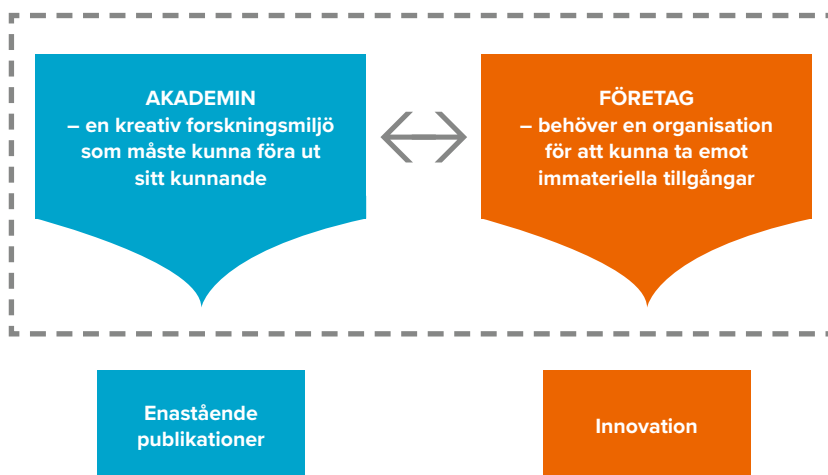 AKADEMIN
– en kreativ forskningsmiljö
som måste kunna föra ut
sitt kunnande
FÖRETAG
– behöver en organisation
för att kunna ta emot
immateriella tillgångar
Enastående
publikationer
Innovation